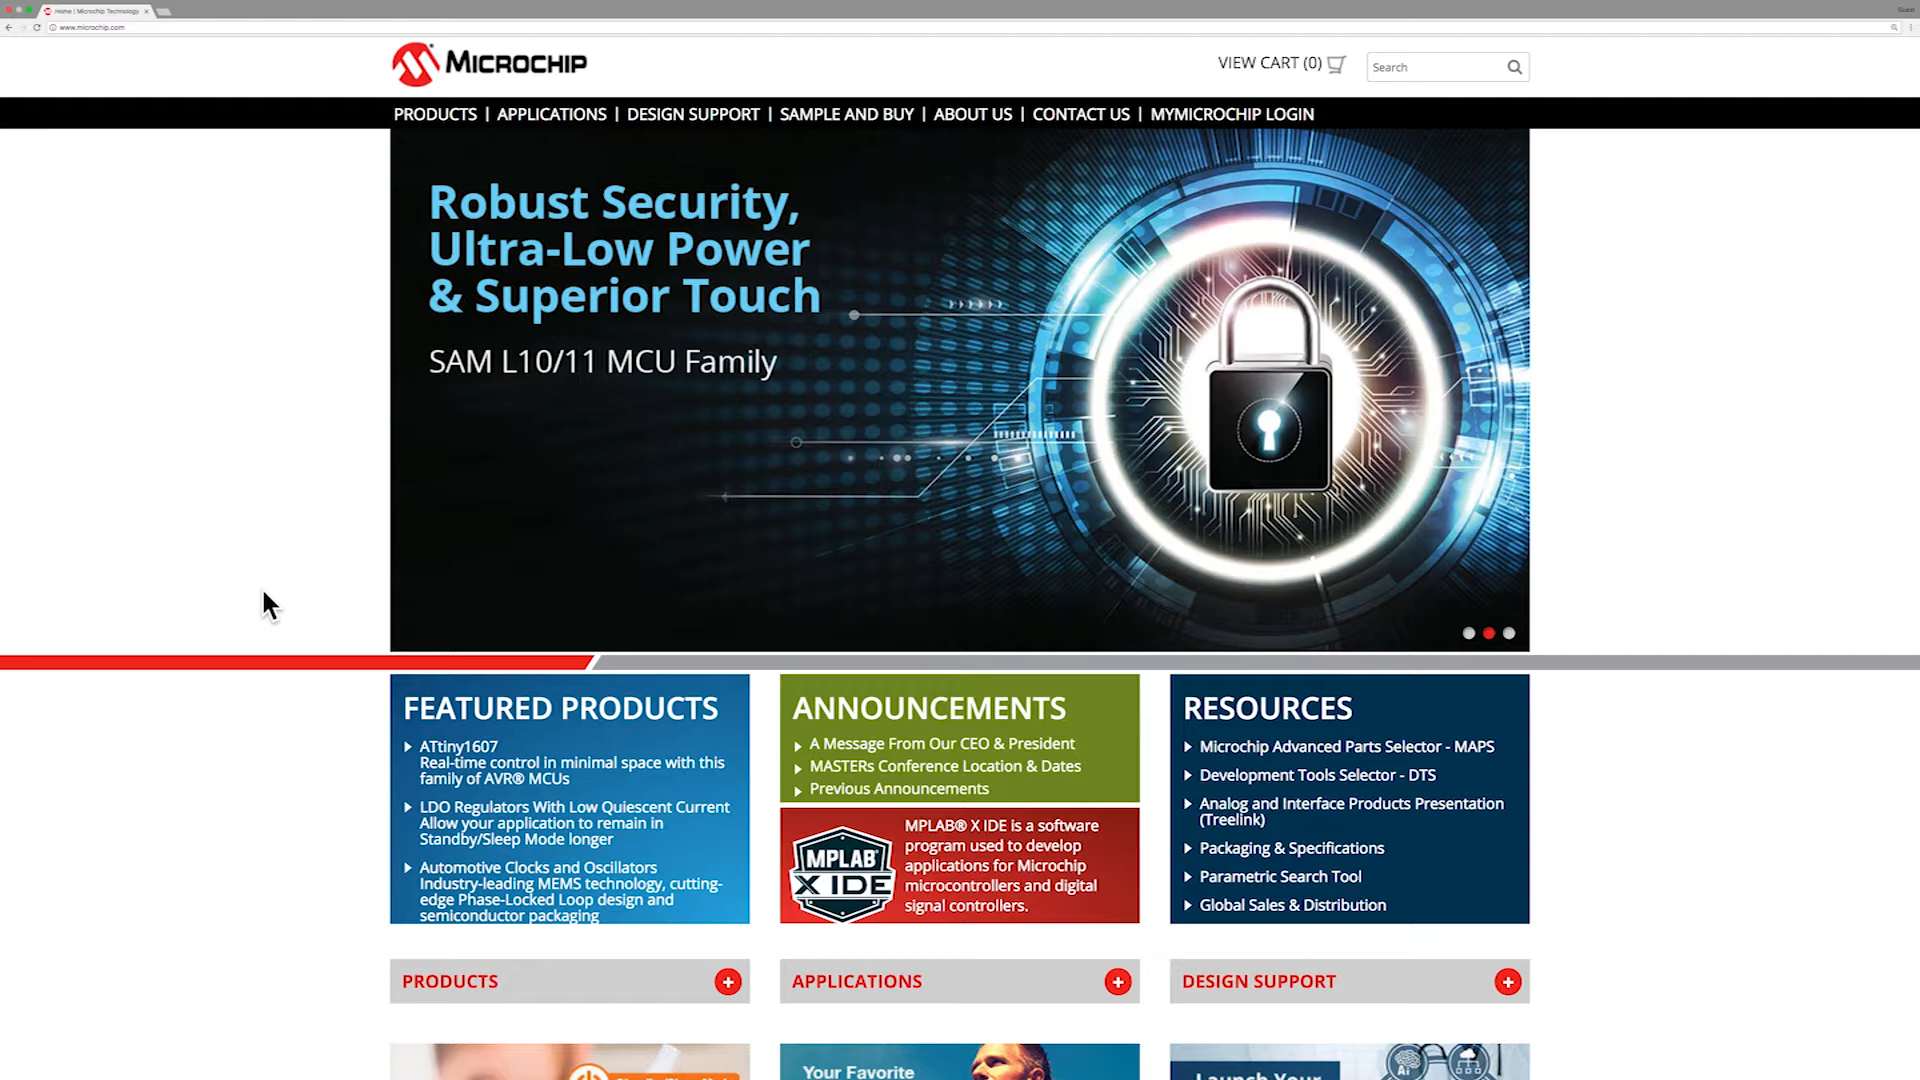 Home | Microchip Technology
Guest
www.microchip.com
MICROCHIP
VIEW CART (0)
Search
PRODUCTS | APPLICATIONS | DESIGN SUPPORT | SAMPLE AND BUY | ABOUT US | CONTACT US | MYMICROCHIP LOGIN
Robust Security,
Ultra-Low Power
& Superior Touch
SAM L10/11 MCU Family
FEATURED PRODUCTS
ATtiny1607
Real-time control in minimal space with this
family of AVR® MCUs
LDO Regulators With Low Quiescent Current
Allow your application to remain in
Standby/Sleep Mode longer
Automotive Clocks and Oscillators
Industry-leading MEMS technology, cutting-
edge Phase-Locked Loop design and
semiconductor packaging
ANNOUNCEMENTS
A Message From Our CEO & President
MASTERs Conference Location & Dates
Previous Announcements
MPLAB®
X IDE
MPLAB® X IDE is a software
program used to develop
applications for Microchip
microcontrollers and digital
signal controllers.
RESOURCES
Microchip Advanced Parts Selector - MAPS
Development Tools Selector - DTS
Analog and Interface Products Presentation
(Treelink)
Packaging & Specifications
Parametric Search Tool
Global Sales & Distribution
PRODUCTS
APPLICATIONS
DESIGN SUPPORT
Your Favorite
Ai
Launch Your